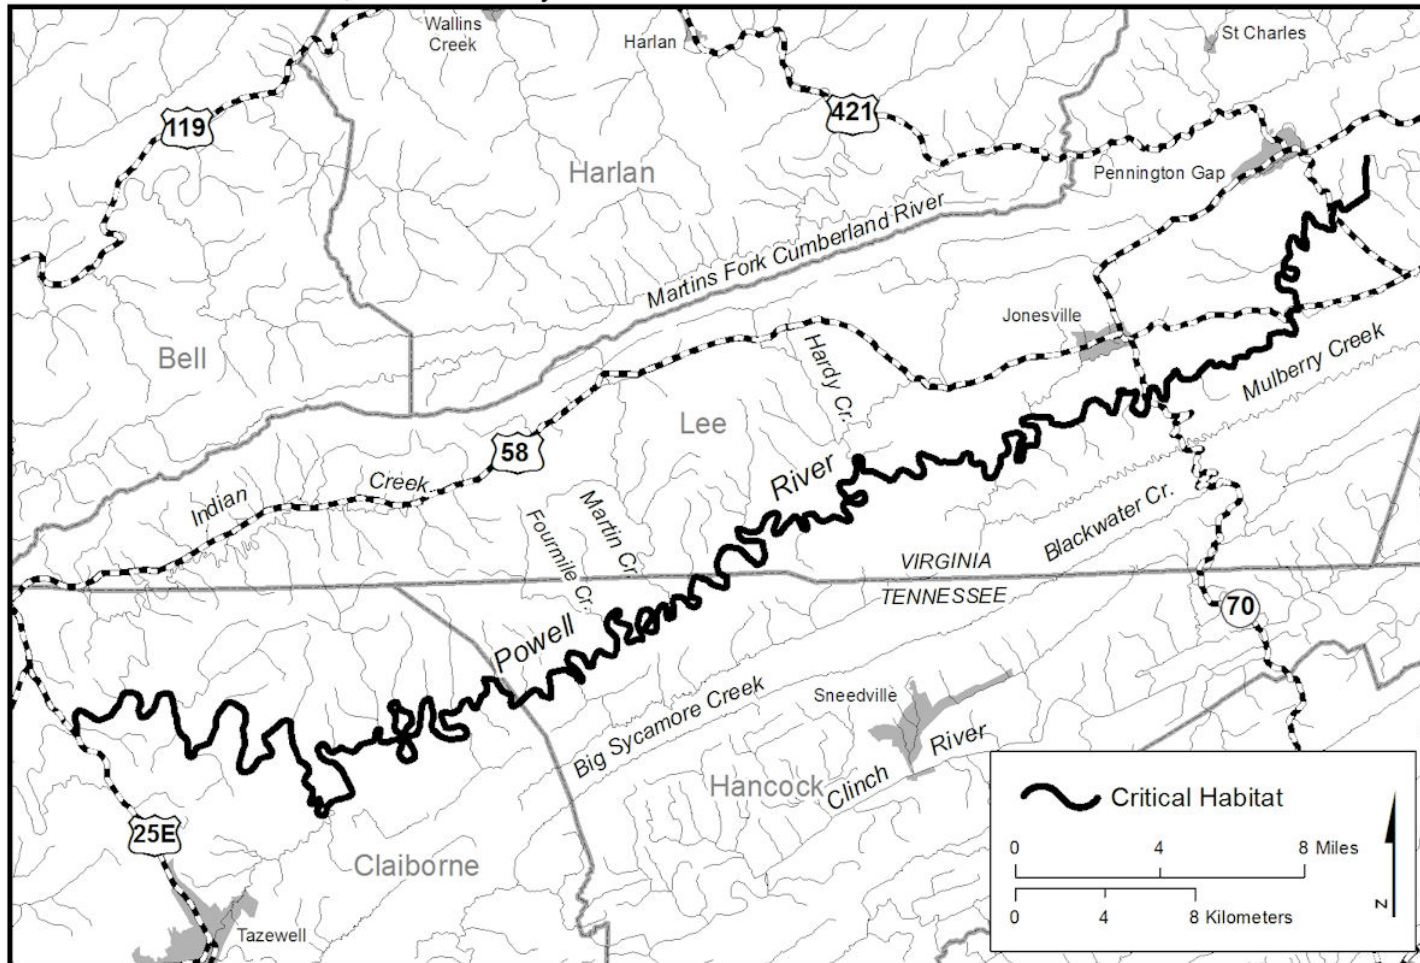 Wallins
Creek
Harlan
St Charles
119
421
Harlan
Pennington Gap
Martins Fork Cumberland River
Jonesville
Bell
Hardy Cr.
Mulberry Creek
Lee
58
River
Creek
Indian
Martin Cr.
Fourmile Cr.
Blackwater Cr.
VIRGINIA
TENNESSEE
70
Powell
Big Sycamore Creek
Sneedville
River
Hancock
Clinch
Critical Habitat
25E
0 4 8 Miles
Claiborne
0 4 8 Kilometers
N
Tazewell